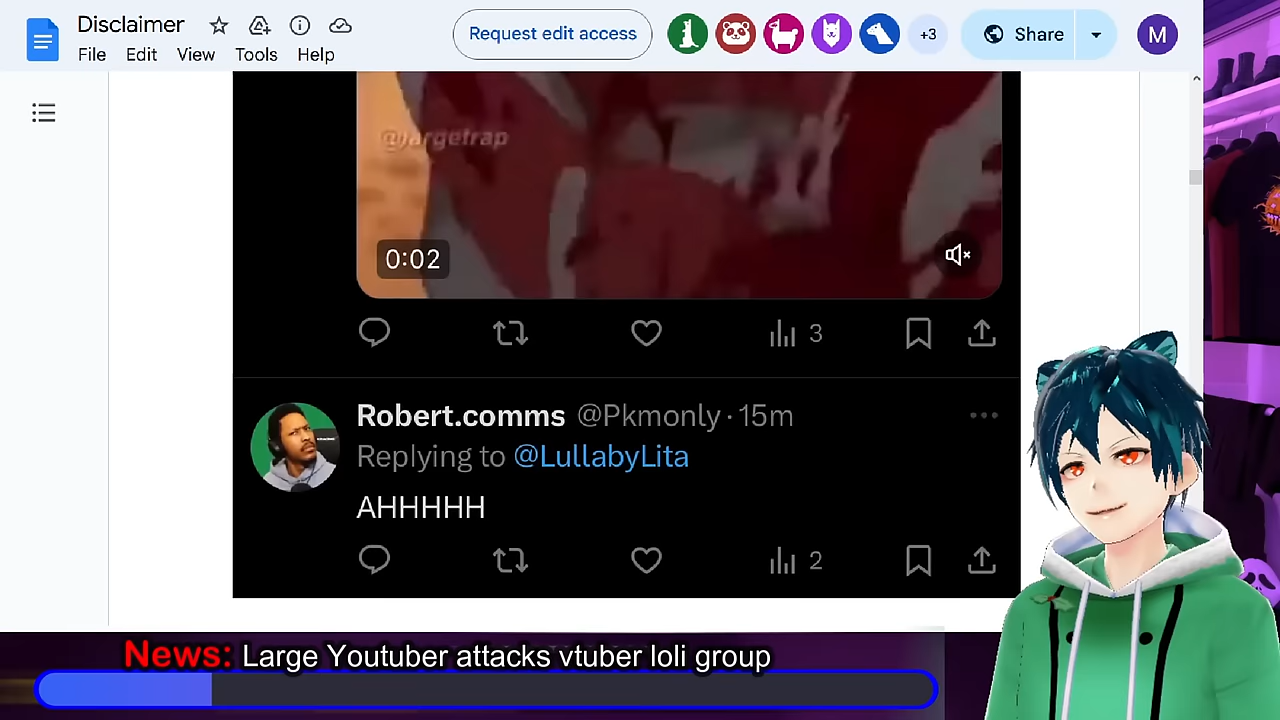 Disclaimer
File Edit View Tools Help
Request edit access
+3
Share
M
@largetrap
0:02
3
Robert.comms @Pkmonly · 15m
Replying to @LullabyLita
AHHHHH
2
News: Large Youtuber attacks vtuber loli group